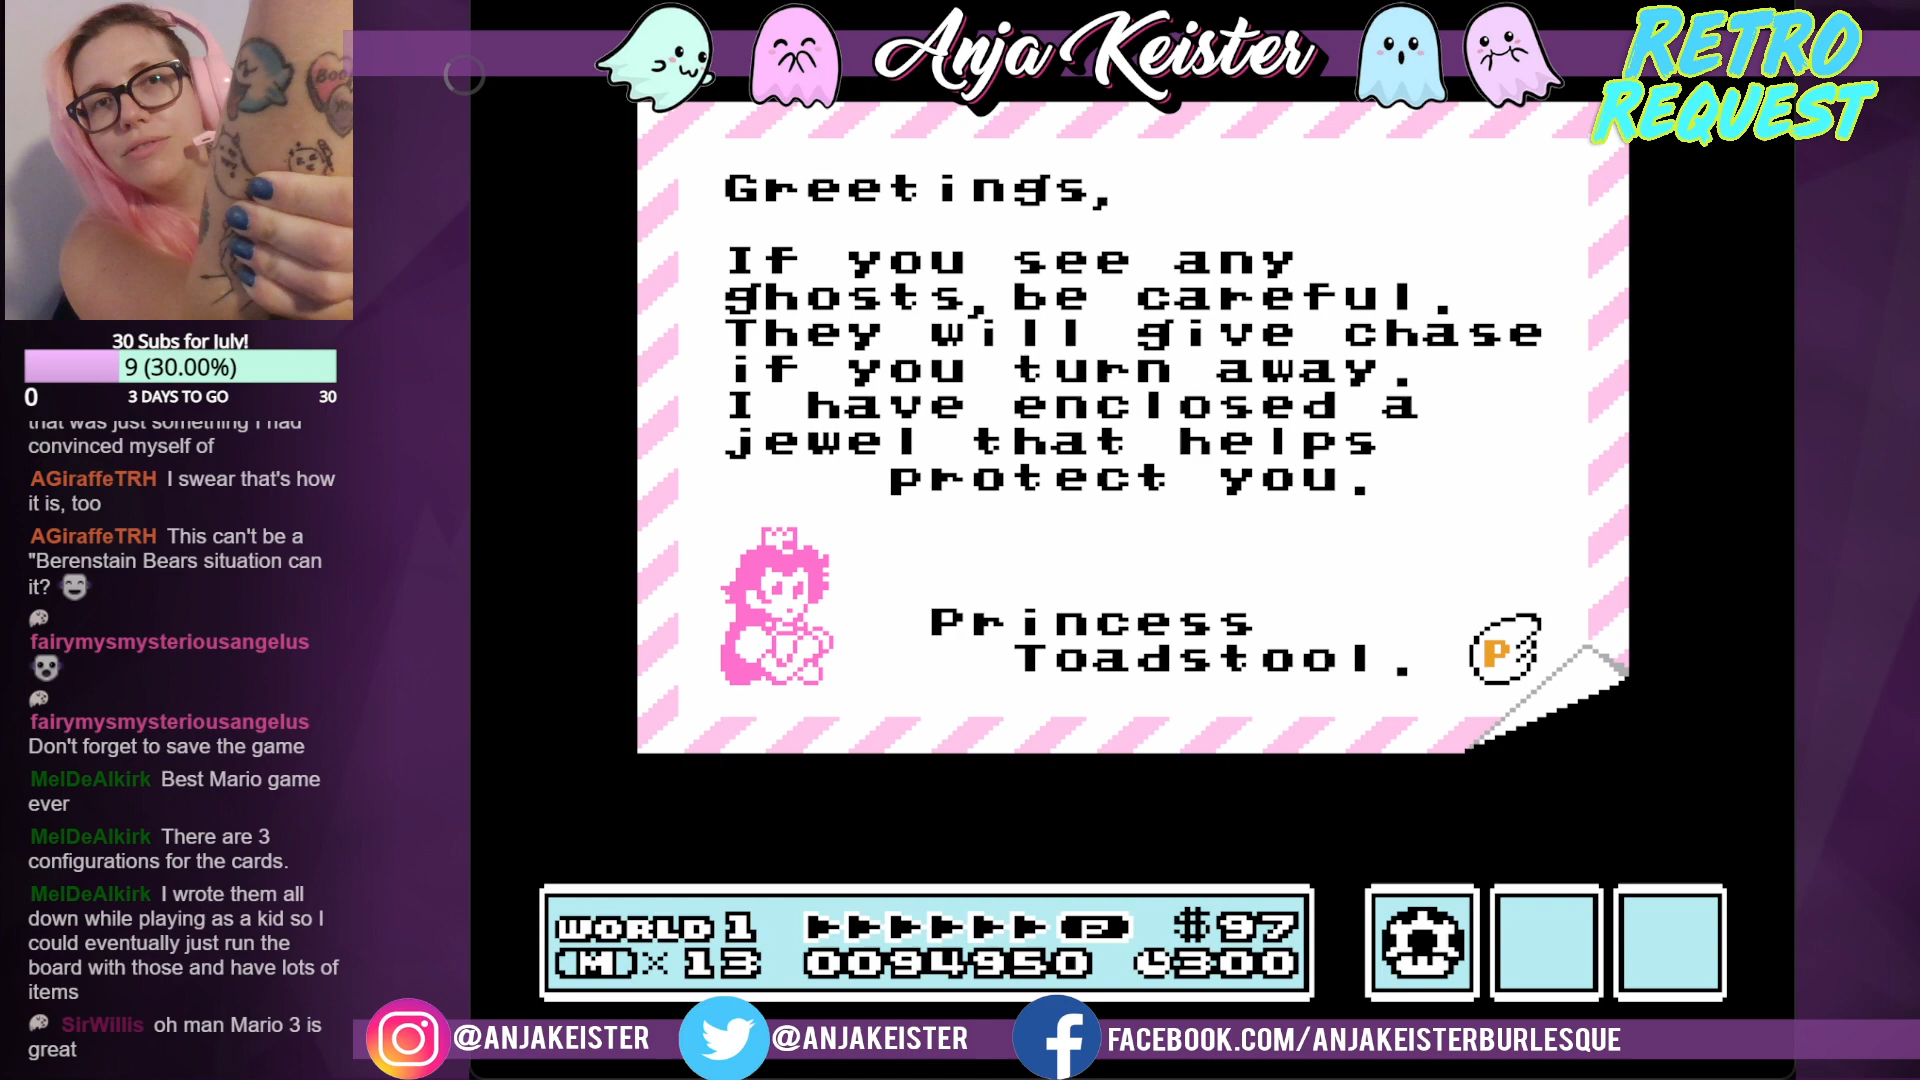 Boo
Anja Keister
RETRO
REQUEST
Greetings,
If you see any
ghosts, be careful.
They will give chase
if you turn away.
I have enclosed a
jewel that helps
protect you.
Princess
Toadstool.
P
30 Subs for July!
9 (30.00%)
0
3 DAYS TO GO
30
that was just something I had
convinced myself of
AGiraffeTRH I swear that's how
it is, too
AGiraffeTRH This can't be a
"Berenstain Bears situation can
it?
fairymysmysteriousangelus
fairymysmysteriousangelus
Don't forget to save the game
MelDeAlkirk Best Mario game
ever
MelDeAlkirk There are 3
configurations for the cards.
MelDeAlkirk I wrote them all
down while playing as a kid so I
could eventually just run the
board with those and have lots of
items
SirWillis oh man Mario 3 is
great
WORLD 1 P #97
(M) × 13 0094950 300
@ANJAKEISTER
@ANJAKEISTER
FACEBOOK.COM/ANJAKEISTERBURLESQUE